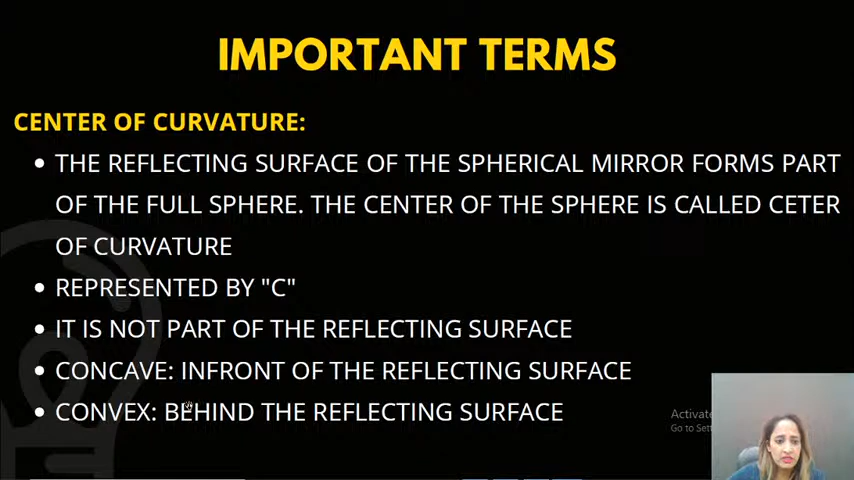 IMPORTANT TERMS
CENTER OF CURVATURE:
• THE REFLECTING SURFACE OF THE SPHERICAL MIRROR FORMS PART
OF THE FULL SPHERE. THE CENTER OF THE SPHERE IS CALLED CETER
OF CURVATURE
• REPRESENTED BY "C"
• IT IS NOT PART OF THE REFLECTING SURFACE
• CONCAVE: INFRONT OF THE REFLECTING SURFACE
• CONVEX: BEHIND THE REFLECTING SURFACE
Activate
Go to Sett